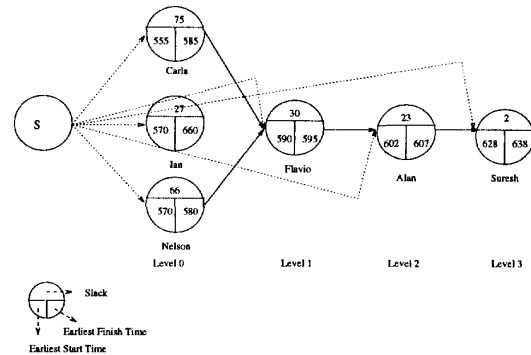 75
555 585
Carla
S
27
570 660
Ian
66
570 580
Nelson
30
590 595
Flavio
23
602 607
Alan
2
628 638
Suresh
Level 0 Level 1 Level 2 Level 3
Slack
Earliest Finish Time
Earliest Start Time